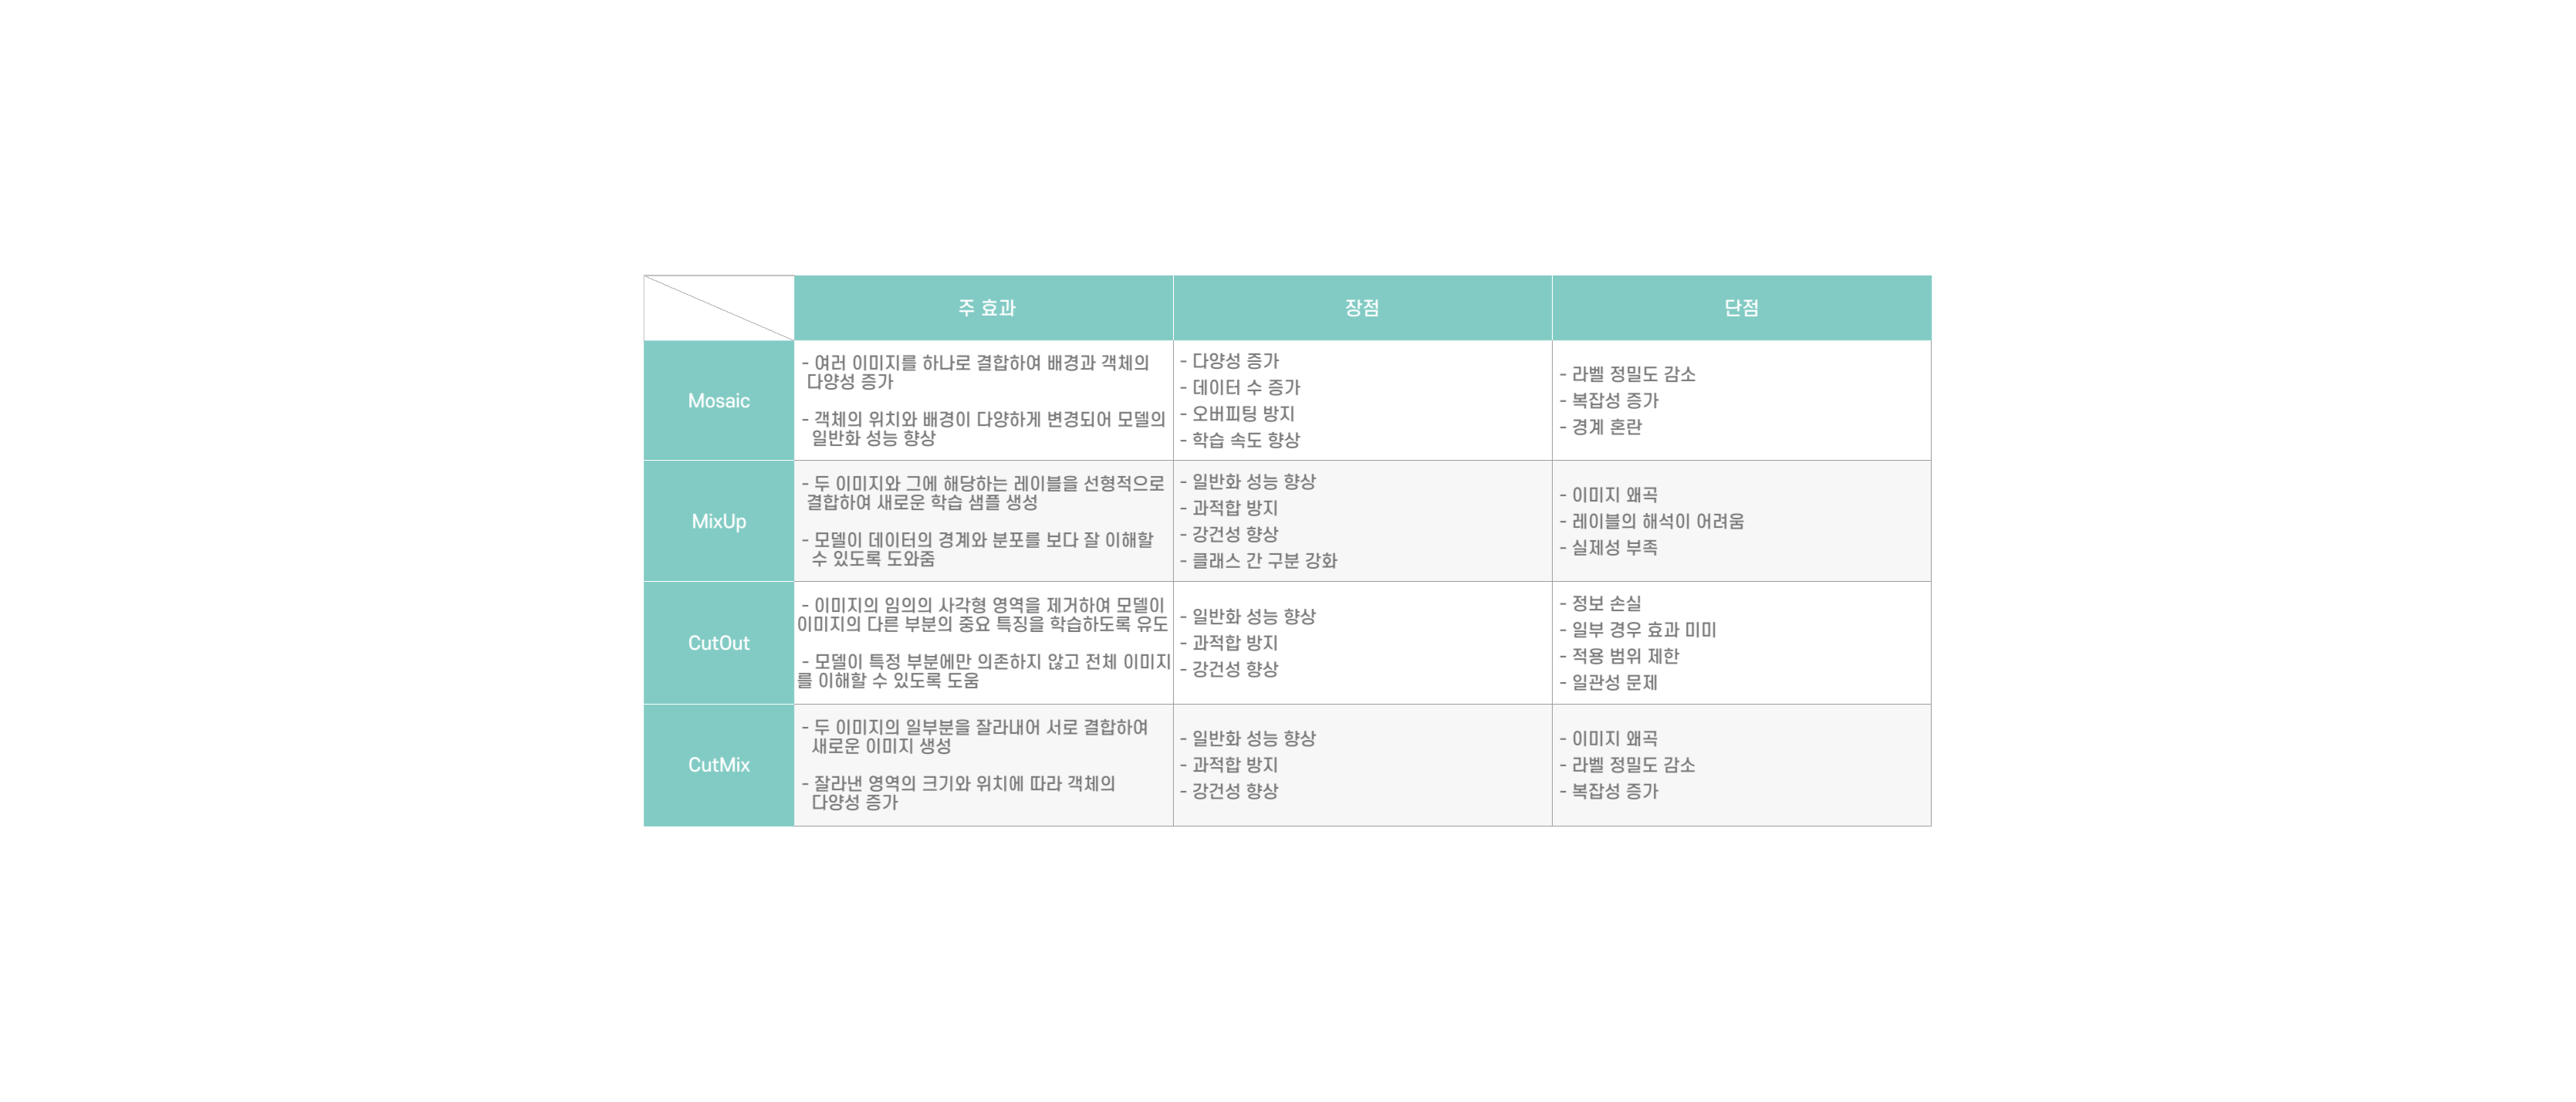 주 효과
장점
단점
Mosaic
- 여러 이미지를 하나로 결합하여 배경과 객체의
다양성 증가
- 객체의 위치와 배경이 다양하게 변경되어 모델의
일반화 성능 향상
- 다양성 증가
- 데이터 수 증가
- 오버피팅 방지
- 학습 속도 향상
- 라벨 정밀도 감소
- 복잡성 증가
- 경계 혼란
MixUp
- 두 이미지와 그에 해당하는 레이블을 선형적으로
결합하여 새로운 학습 샘플 생성
- 모델이 데이터의 경계와 분포를 보다 잘 이해할
수 있도록 도와줌
- 일반화 성능 향상
- 과적합 방지
- 강건성 향상
- 클래스 간 구분 강화
- 이미지 왜곡
- 레이블의 해석이 어려움
- 실제성 부족
CutOut
- 이미지의 임의의 사각형 영역을 제거하여 모델이
이미지의 다른 부분의 중요 특징을 학습하도록 유도
- 모델이 특정 부분에만 의존하지 않고 전체 이미지
를 이해할 수 있도록 도움
- 일반화 성능 향상
- 과적합 방지
- 강건성 향상
- 정보 손실
- 일부 경우 효과 미미
- 적용 범위 제한
- 일관성 문제
CutMix
- 두 이미지의 일부분을 잘라내어 서로 결합하여
새로운 이미지 생성
- 잘라낸 영역의 크기와 위치에 따라 객체의
다양성 증가
- 일반화 성능 향상
- 과적합 방지
- 강건성 향상
- 이미지 왜곡
- 라벨 정밀도 감소
- 복잡성 증가